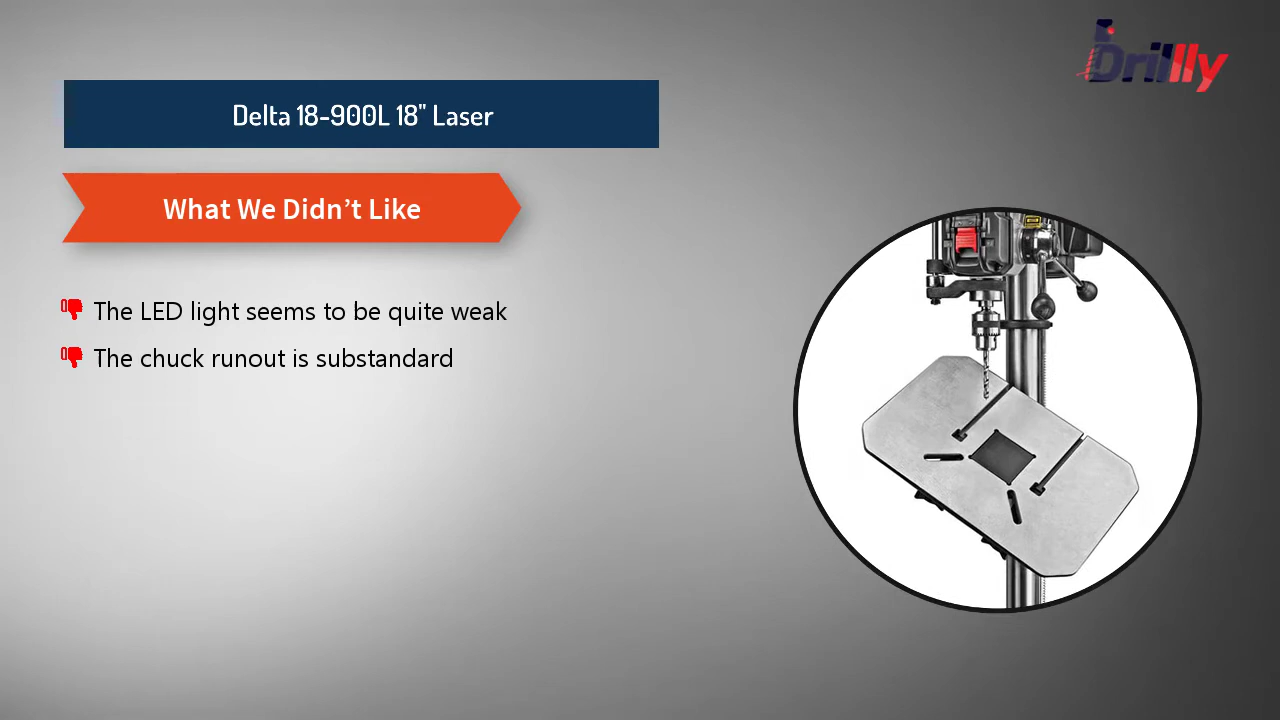 Drillly
Delta 18-900L 18" Laser
What We Didn’t Like
The LED light seems to be quite weak
The chuck runout is substandard